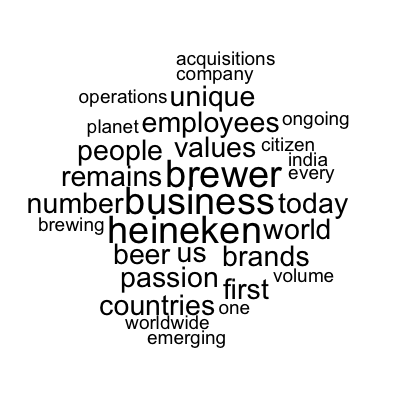 acquisitions
company
operations unique
planet employees ongoing
people values citizen
india
remains brewer every
number business today
brewing heineken world
beer us brands
passion volume
first
countries one
worldwide
emerging